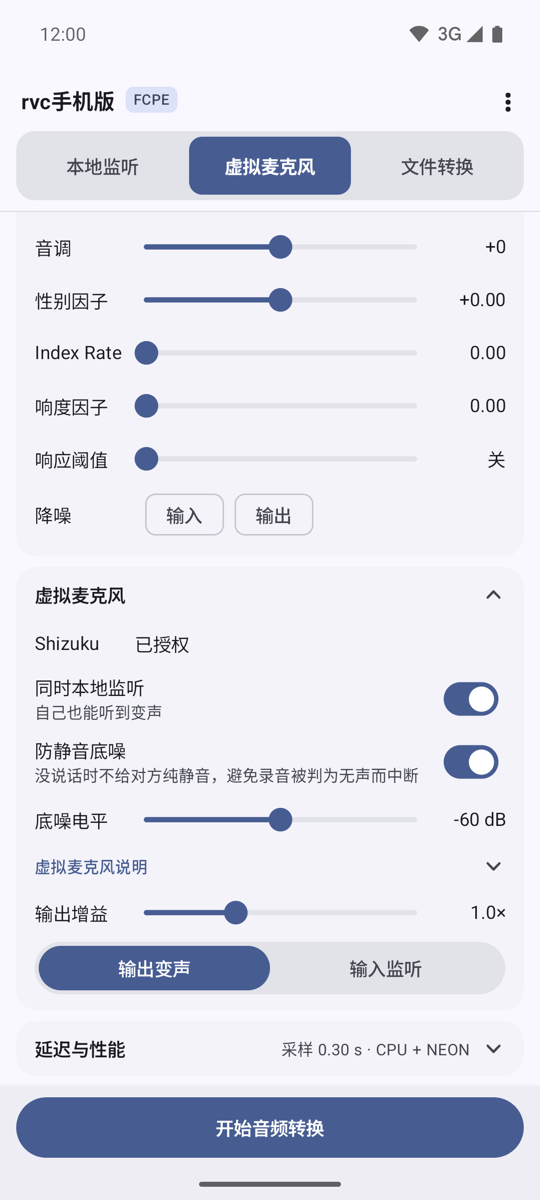 12:00
3G
rvc手机版
FCPE
本地监听
虚拟麦克风
文件转换
音调
+0
性别因子
+0.00
Index Rate
0.00
响度因子
0.00
响应阈值
关
降噪
输入
输出
虚拟麦克风
Shizuku
已授权
同时本地监听
自己也能听到变声
防静音底噪
没说话时不给对方纯静音，避免录音被判为无声而中断
底噪电平
-60 dB
虚拟麦克风说明
输出增益
1.0×
输出变声
输入监听
延迟与性能
采样 0.30 s · CPU + NEON
开始音频转换